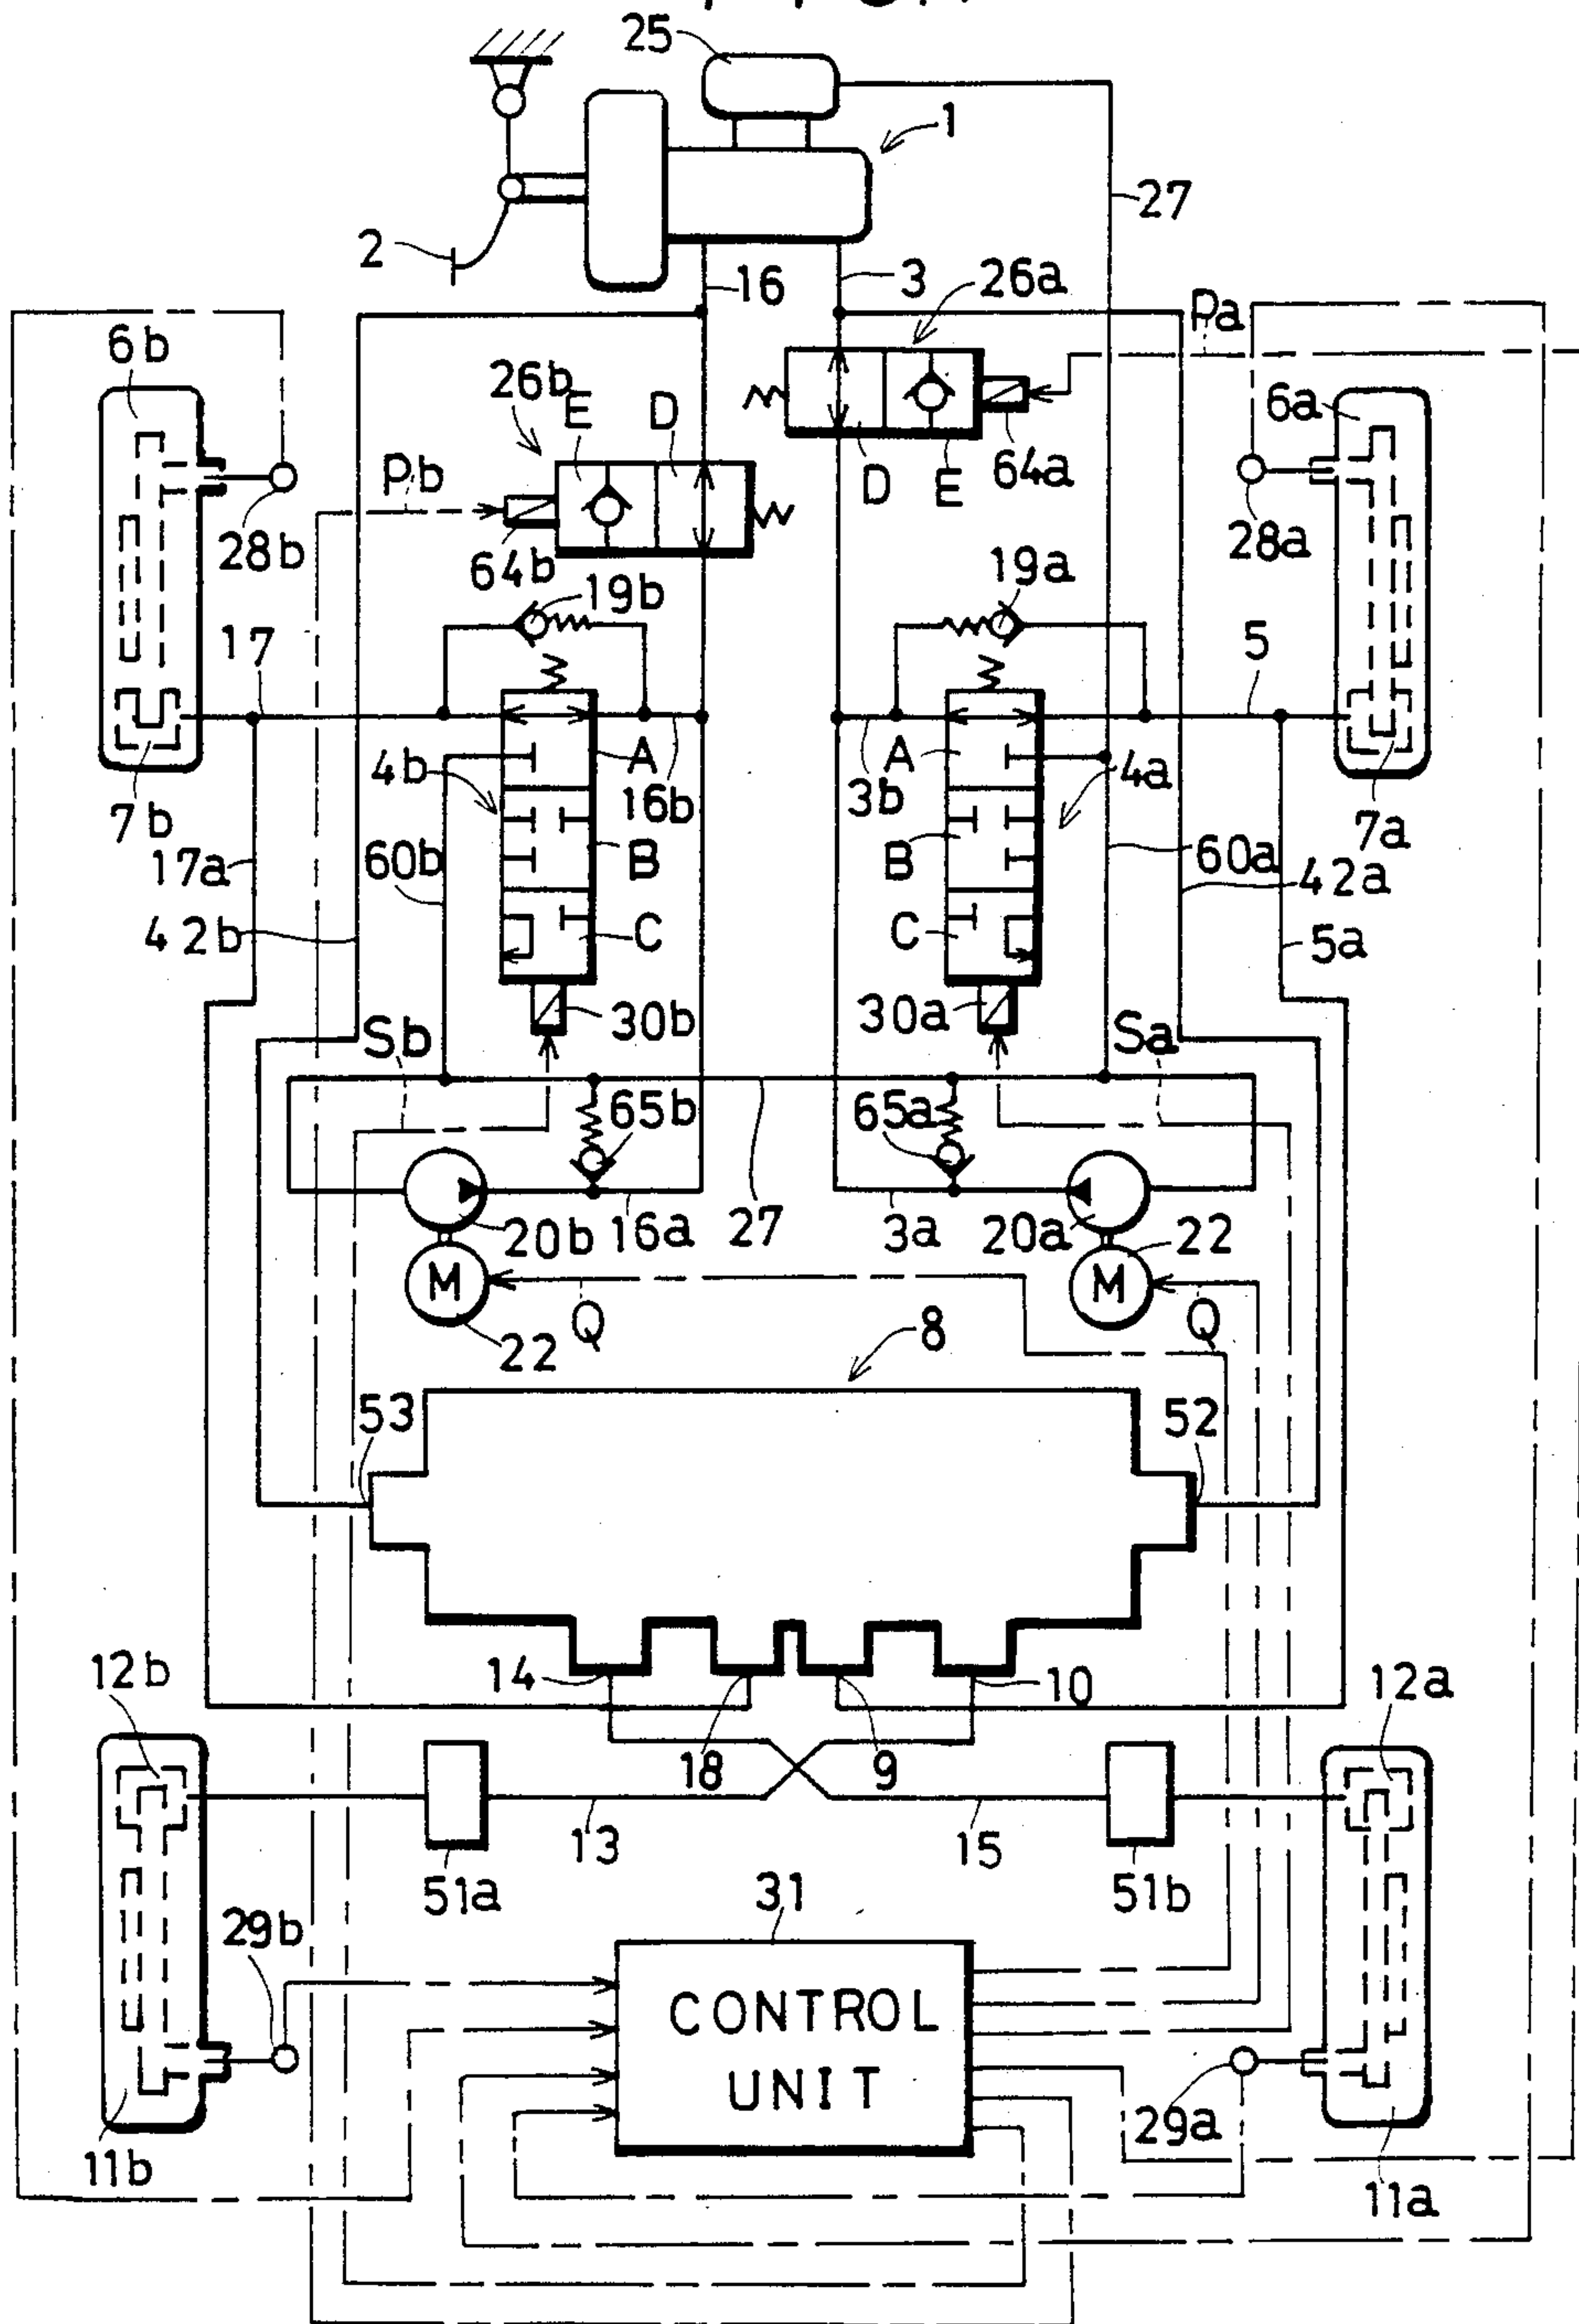 25
1
27
2
16
3
26a
Pa
6b
26b
E
D
6a
D
E
64a
Pb
28b
64b
28a
19b
19a
17
5
A
A
4b
16b
3b
4a
7b
7a
17a
60b
B
B
60a
42a
42b
C
C
5a
30b
30a
Sb
Sa
65b
65a
20b
16a
27
3a
20a
22
M
M
Q
Q
22
8
53
52
12b
14
10
12a
18
9
13
15
51a
51b
31
29b
CONTROL
UNIT
29a
11b
11a